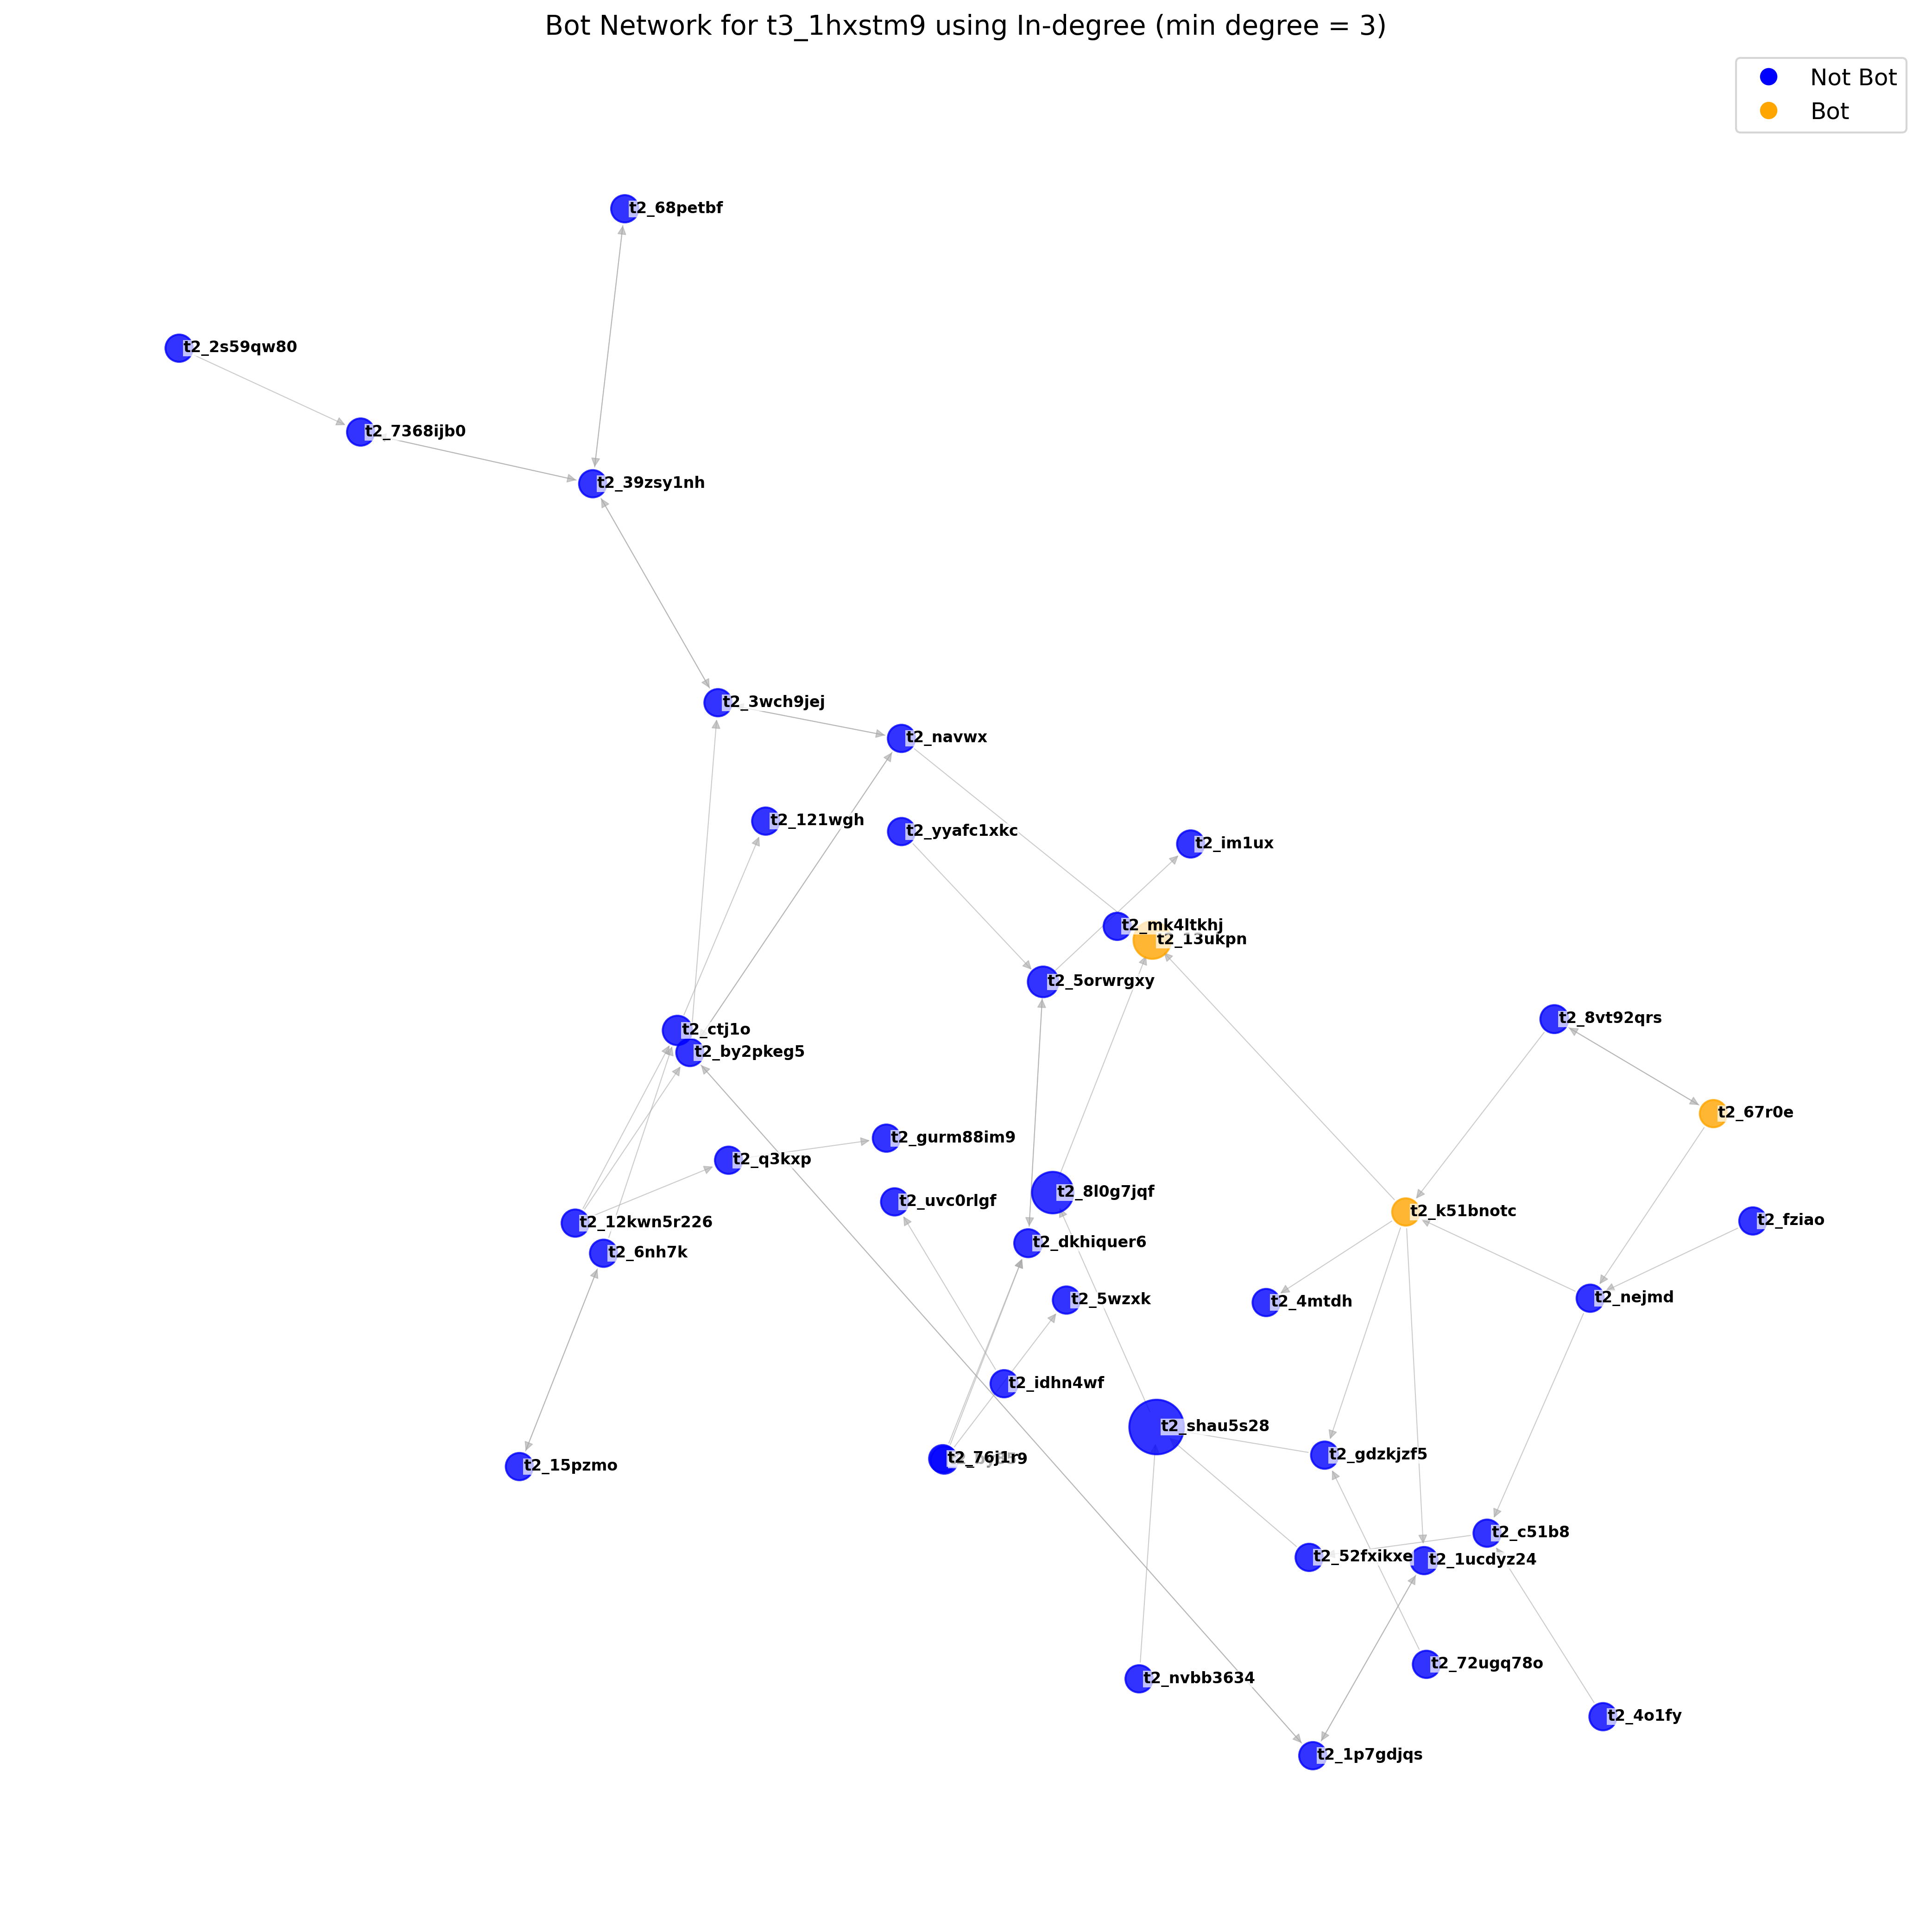 Bot Network for t3_1hxstm9 using In-degree (min degree = 3)
Not Bot
Bot
t2_68petbf
t2_2s59qw80
t2_7368ijb0
t2_39zsy1nh
t2_3wch9jej
t2_navwx
t2_121wgh
t2_yyafc1xkc
t2_im1ux
t2_mk4ltkhj
t2_13ukpn
t2_5orwrgxy
t2_8vt92qrs
t2_ctj1o
t2_by2pkeg5
t2_67r0e
t2_gurm88im9
t2_q3kxp
t2_8l0g7jqf
t2_uvc0rlgf
t2_k51bnotc
t2_fziao
t2_12kwn5r226
t2_dkhiquer6
t2_6nh7k
t2_5wzxk
t2_4mtdh
t2_nejmd
t2_idhn4wf
t2_shau5s28
t2_gdzkjzf5
t2_76j1r9
t2_15pzmo
t2_c51b8
t2_52fxikxe
t2_1ucdyz24
t2_72ugq78o
t2_nvbb3634
t2_4o1fy
t2_1p7gdjqs